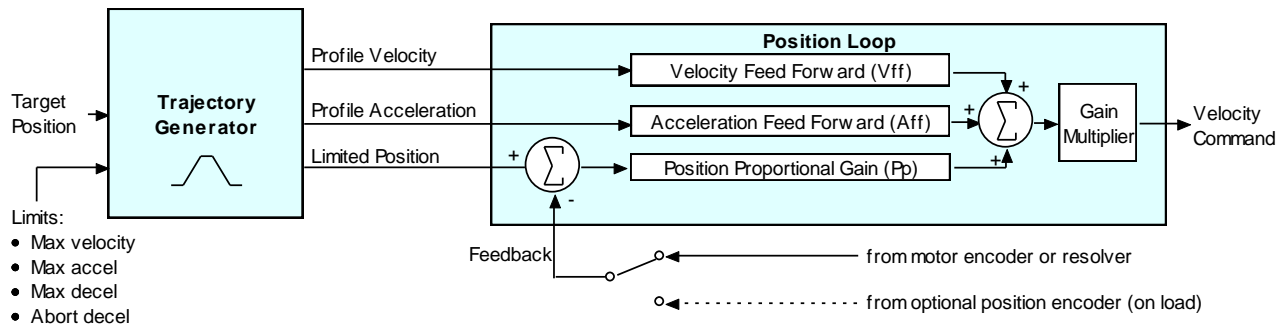 Position Loop
Profile Velocity
Velocity Feed Forward (Vff)
Target
Position
Trajectory
Generator
Profile Acceleration
Acceleration Feed Forward (Aff)
+
+
+
Σ
Gain
Multiplier
Velocity
Command
Limited Position
+
Σ
-
Position Proportional Gain (Pp)
Limits:
• Max velocity
• Max accel
• Max decel
• Abort decel
Feedback
from motor encoder or resolver
from optional position encoder (on load)